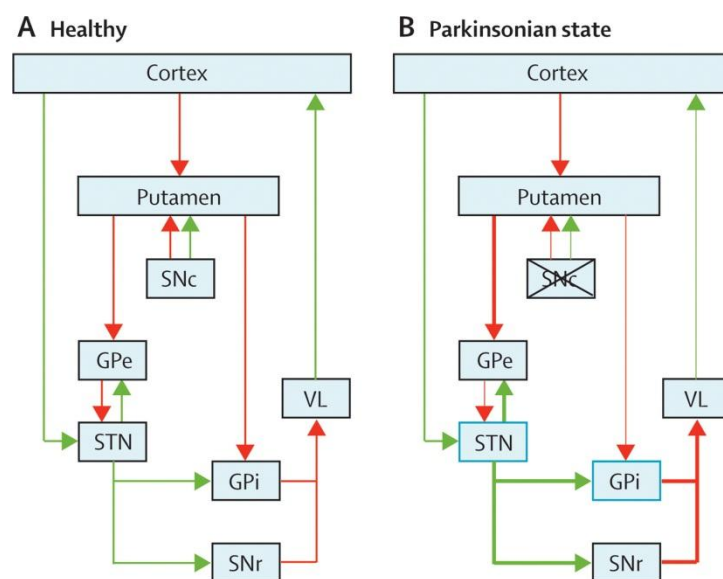 A Healthy
Cortex
Putamen
SNc
GPe
STN
VL
GPi
SNr
B Parkinsonian state
Cortex
Putamen
SNc
GPe
STN
VL
GPi
SNr